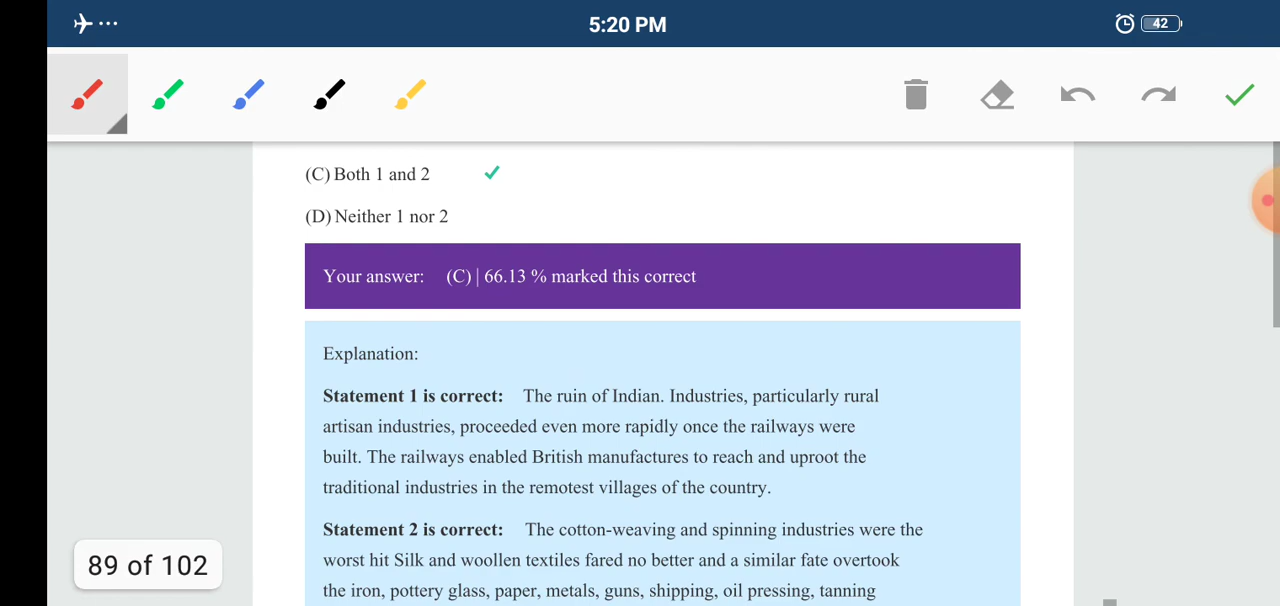 5:20 PM
42
(C) Both 1 and 2
(D) Neither 1 nor 2
Your answer: (C) | 66.13 % marked this correct
Explanation:
Statement 1 is correct: The ruin of Indian. Industries, particularly rural
artisan industries, proceeded even more rapidly once the railways were
built. The railways enabled British manufactures to reach and uproot the
traditional industries in the remotest villages of the country.
Statement 2 is correct: The cotton-weaving and spinning industries were the
worst hit Silk and woollen textiles fared no better and a similar fate overtook
the iron, pottery glass, paper, metals, guns, shipping, oil pressing, tanning
89 of 102